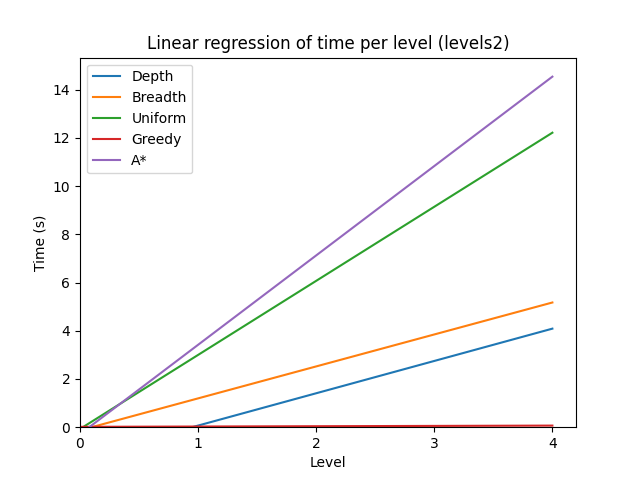 Linear regression of time per level (levels2)
Depth
Breadth
Uniform
Greedy
A*
Time (s)
14
12
10
8
6
4
2
0
0 1 2 3 4
Level